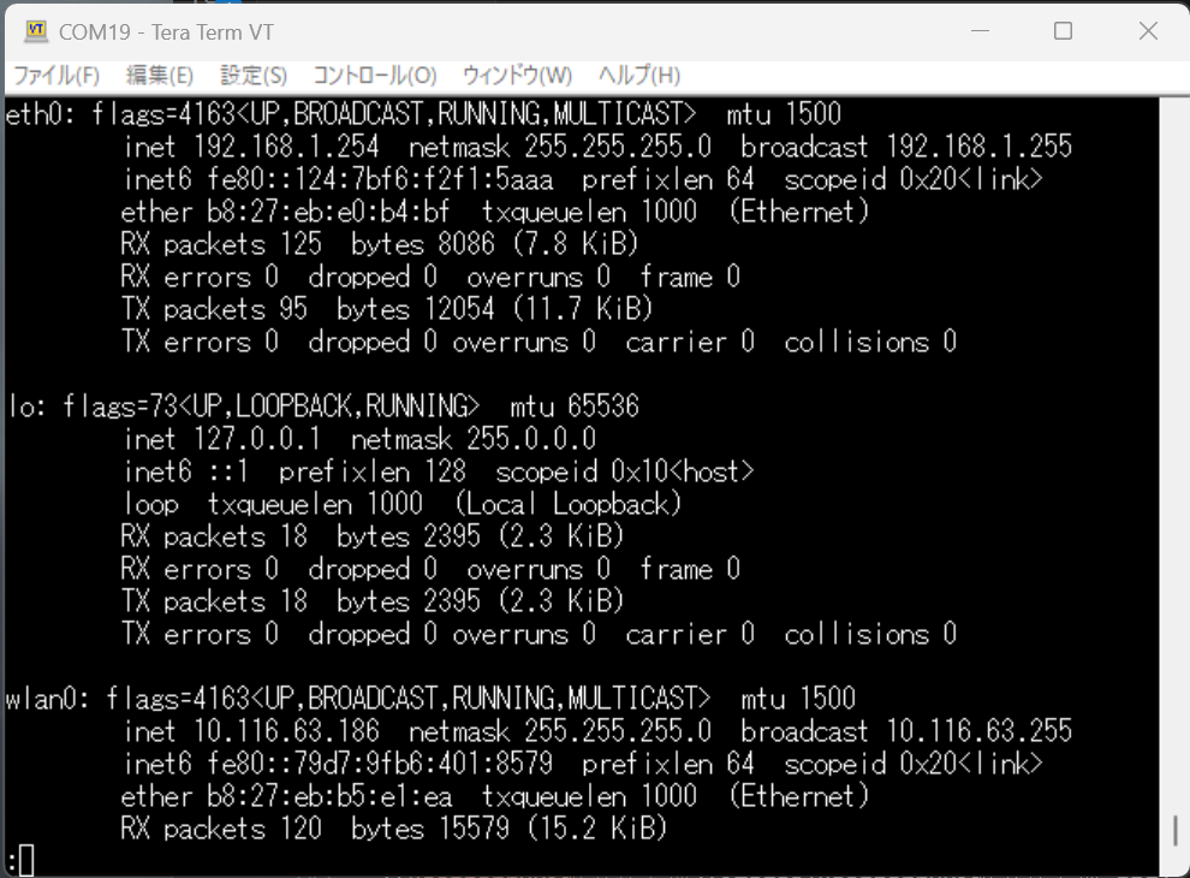 COM19 - Tera Term VT
ファイル(F) 編集(E) 設定(S) コントロール(O) ウィンドウ(W) ヘルプ(H)
eth0: flags=4163<UP,BROADCAST,RUNNING,MULTICAST>  mtu 1500
        inet 192.168.1.254  netmask 255.255.255.0  broadcast 192.168.1.255
        inet6 fe80::124:7bf6:f2f1:5aaa  prefixlen 64  scopeid 0x20<link>
        ether b8:27:eb:e0:b4:bf  txqueuelen 1000  (Ethernet)
        RX packets 125  bytes 8086 (7.8 KiB)
        RX errors 0  dropped 0  overruns 0  frame 0
        TX packets 95  bytes 12054 (11.7 KiB)
        TX errors 0  dropped 0 overruns 0  carrier 0  collisions 0

lo: flags=73<UP,LOOPBACK,RUNNING>  mtu 65536
        inet 127.0.0.1  netmask 255.0.0.0
        inet6 ::1  prefixlen 128  scopeid 0x10<host>
        loop  txqueuelen 1000  (Local Loopback)
        RX packets 18  bytes 2395 (2.3 KiB)
        RX errors 0  dropped 0  overruns 0  frame 0
        TX packets 18  bytes 2395 (2.3 KiB)
        TX errors 0  dropped 0 overruns 0  carrier 0  collisions 0

wlan0: flags=4163<UP,BROADCAST,RUNNING,MULTICAST>  mtu 1500
        inet 10.116.63.186  netmask 255.255.255.0  broadcast 10.116.63.255
        inet6 fe80::79d7:9fb6:401:8579  prefixlen 64  scopeid 0x20<link>
        ether b8:27:eb:b5:e1:ea  txqueuelen 1000  (Ethernet)
        RX packets 120  bytes 15579 (15.2 KiB)
: